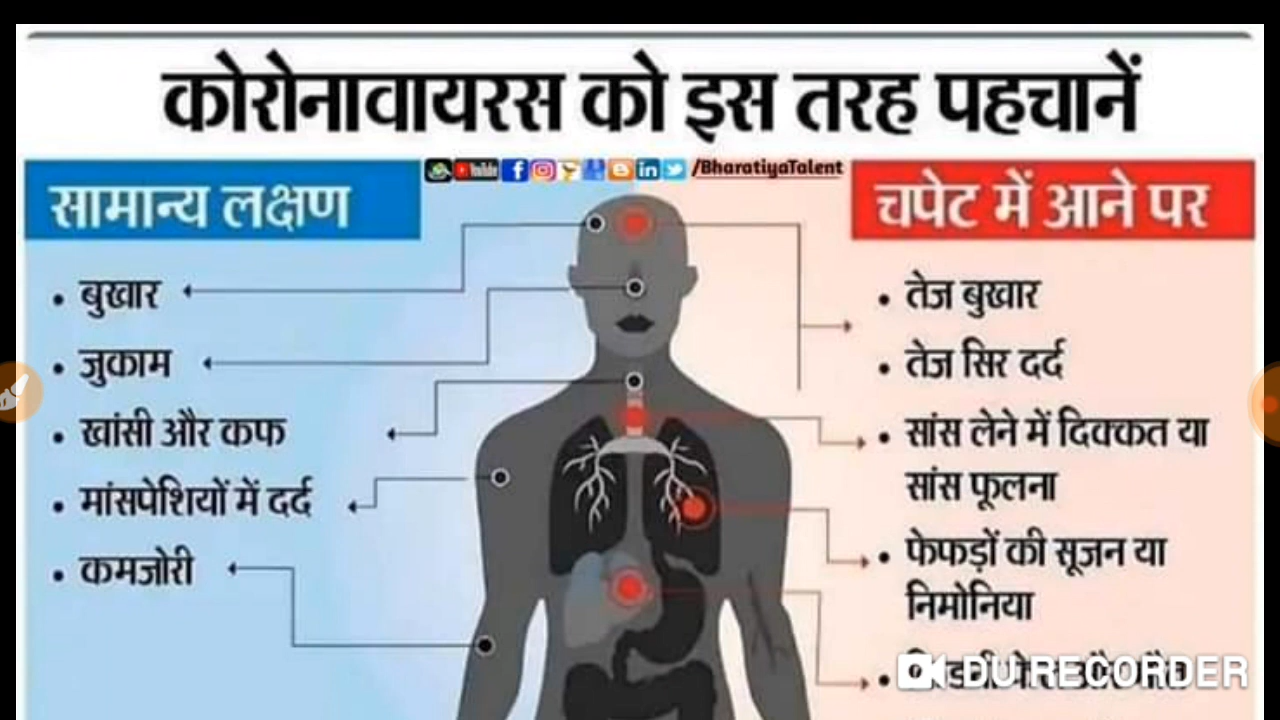 कोरोनावायरस को इस तरह पहचानें
YouTube
/BharatiyaTalent
सामान्य लक्षण
• बुखार
• जुकाम
• खांसी और कफ
• मांसपेशियों में दर्द
• कमजोरी
चपेट में आने पर
• तेज बुखार
• तेज सिर दर्द
• सांस लेने में दिक्कत या
सांस फूलना
• फेफड़ों की सूजन या
निमोनिया
DU RECORDER